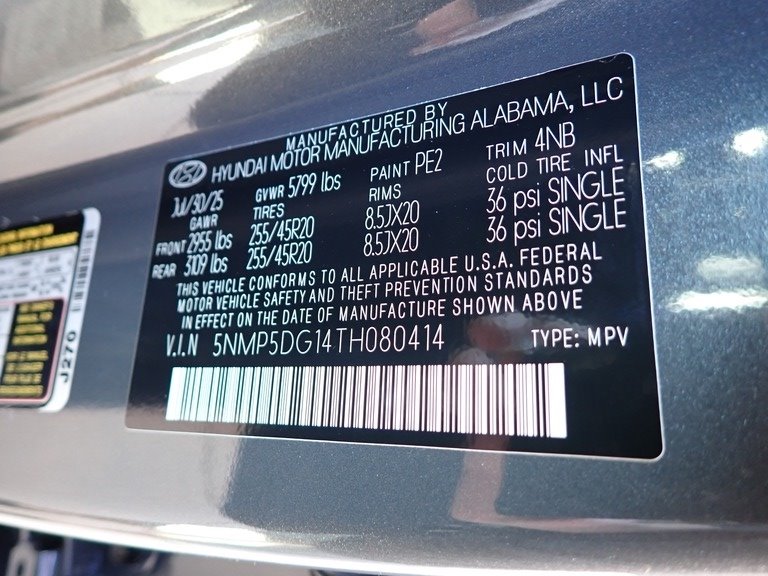 MANUFACTURED BY
HYUNDAI MOTOR MANUFACTURING ALABAMA, LLC
Jul/30/25 GVWR 5799 lbs PAINT PE2 TRIM 4NB
GAWR TIRES RIMS COLD TIRE INFL
FRONT 2955 lbs 255/45R20 8.5JX20 36 psi SINGLE
REAR 3109 lbs 255/45R20 8.5JX20 36 psi SINGLE
THIS VEHICLE CONFORMS TO ALL APPLICABLE U.S.A. FEDERAL
MOTOR VEHICLE SAFETY AND THEFT PREVENTION STANDARDS
IN EFFECT ON THE DATE OF MANUFACTURE SHOWN ABOVE
V.I.N 5NMP5DG14TH080414 TYPE: MPV
J270